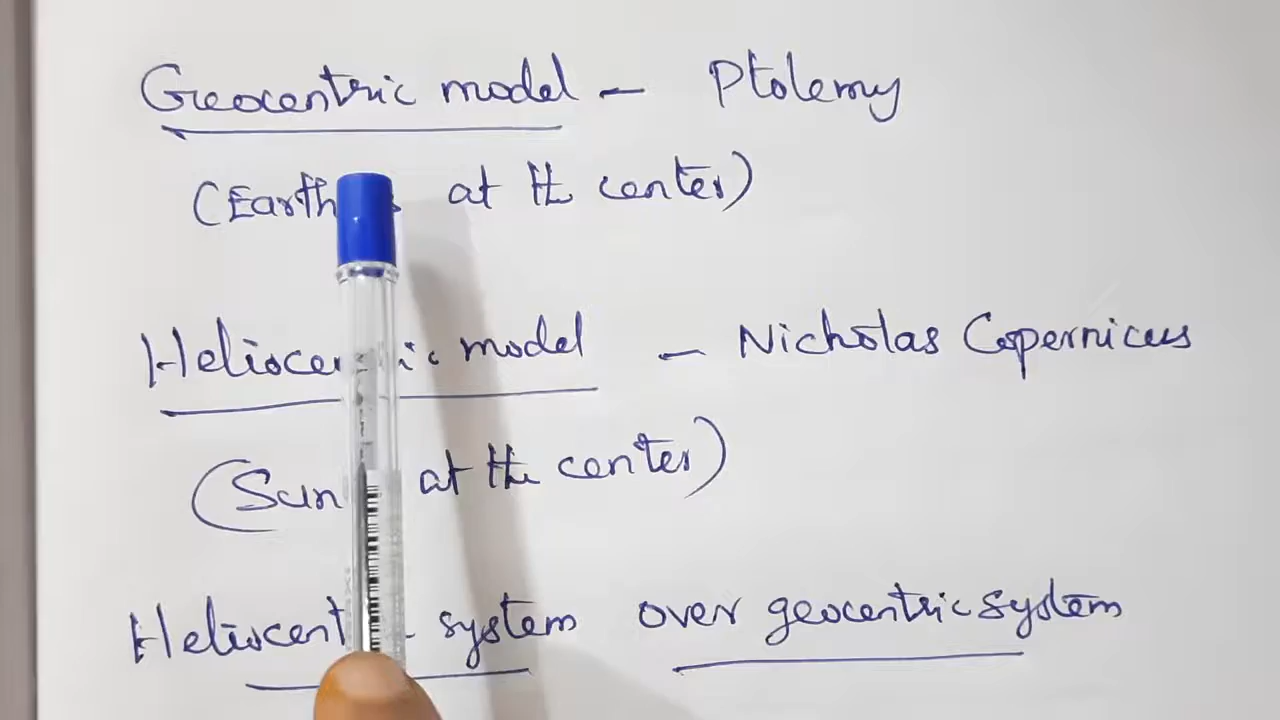 Geocentric model – Ptolemy
(Earth at the center)
model – Nicholas Copernicus
(Sun at the center)
system over geocentric system